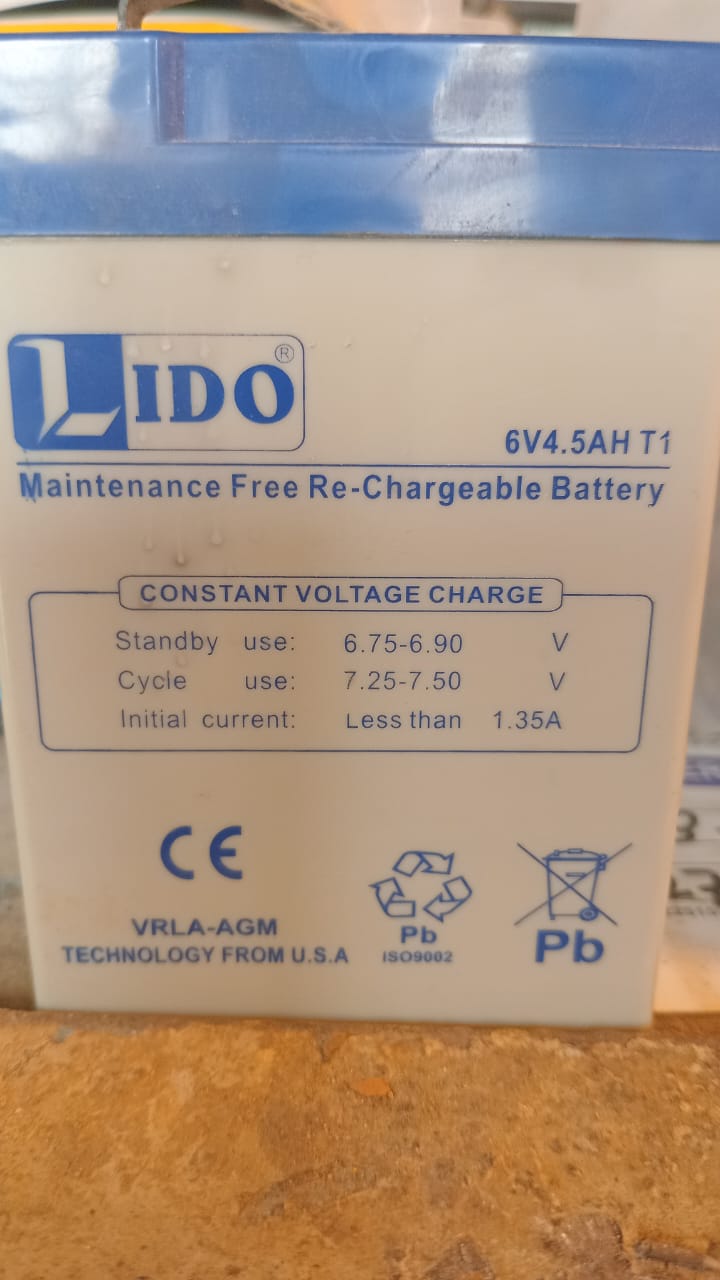 LIDO ®
6V4.5AH T1
Maintenance Free Re-Chargeable Battery
CONSTANT VOLTAGE CHARGE
Standby use: 6.75-6.90 V
Cycle use: 7.25-7.50 V
Initial current: Less than 1.35A
CE
VRLA-AGM
TECHNOLOGY FROM U.S.A
Pb
ISO9002
Pb